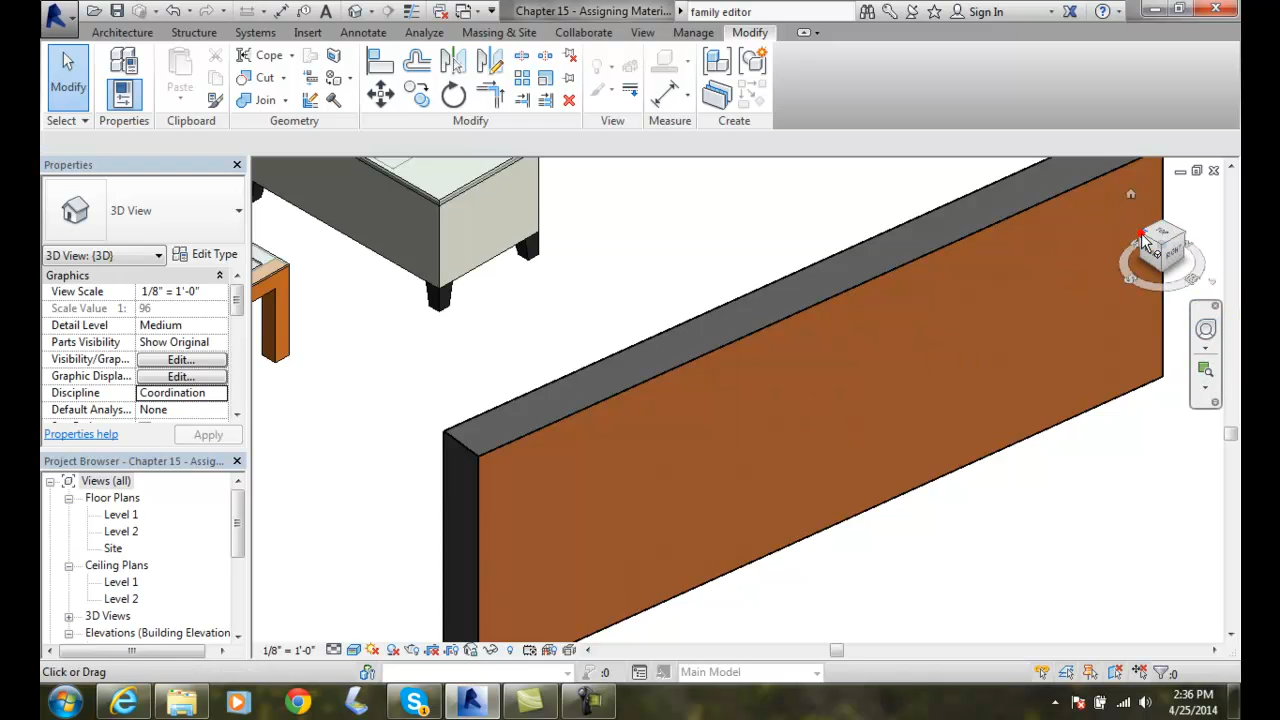 Chapter 15 - Assigning Materi...
family editor
Sign In
Architecture Structure Systems Insert Annotate Analyze Massing & Site Collaborate View Manage Modify
Modify
Paste
Cope
Cut
Join
Select Properties Clipboard Geometry Modify View Measure Create
Properties
3D View
3D View: {3D} Edit Type
Graphics
View Scale 1/8" = 1'-0"
Scale Value 1: 96
Detail Level Medium
Parts Visibility Show Original
Visibility/Grap... Edit...
Graphic Displa... Edit...
Discipline Coordination
Default Analys... None
Properties help Apply
Project Browser - Chapter 15 - Assig...
Views (all)
Floor Plans
Level 1
Level 2
Site
Ceiling Plans
Level 1
Level 2
3D Views
Elevations (Building Elevation
TOP
1/8" = 1'-0"
Click or Drag
:0
Main Model
:0
2:36 PM
4/25/2014